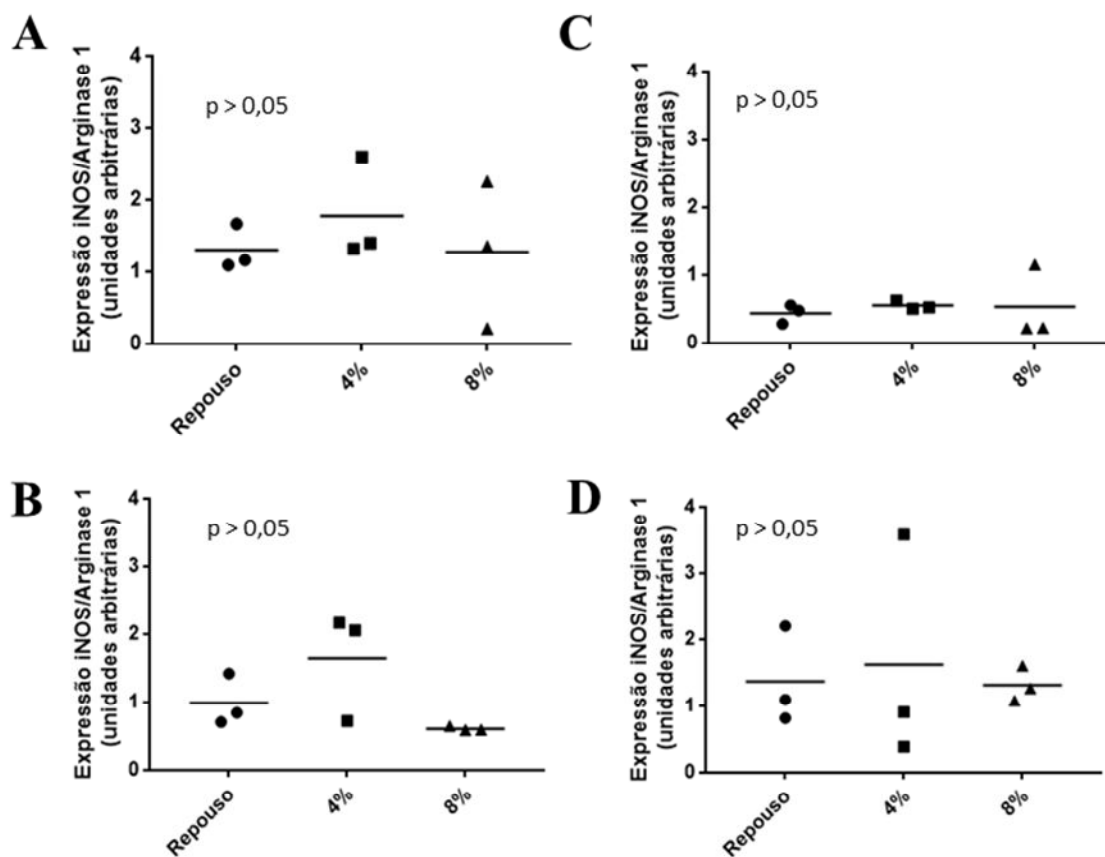 A
Expressão iNOS/Arginase 1
(unidades arbitrárias)
4
3
2
1
0
p > 0,05
Repouso
4%
8%
C
Expressão iNOS/Arginase 1
(unidades arbitrárias)
4
3
2
1
0
p > 0,05
Repouso
4%
8%
B
Expressão iNOS/Arginase 1
(unidades arbitrárias)
4
3
2
1
0
p > 0,05
Repouso
4%
8%
D
Expressão iNOS/Arginase 1
(unidades arbitrárias)
4
3
2
1
0
p > 0,05
Repouso
4%
8%